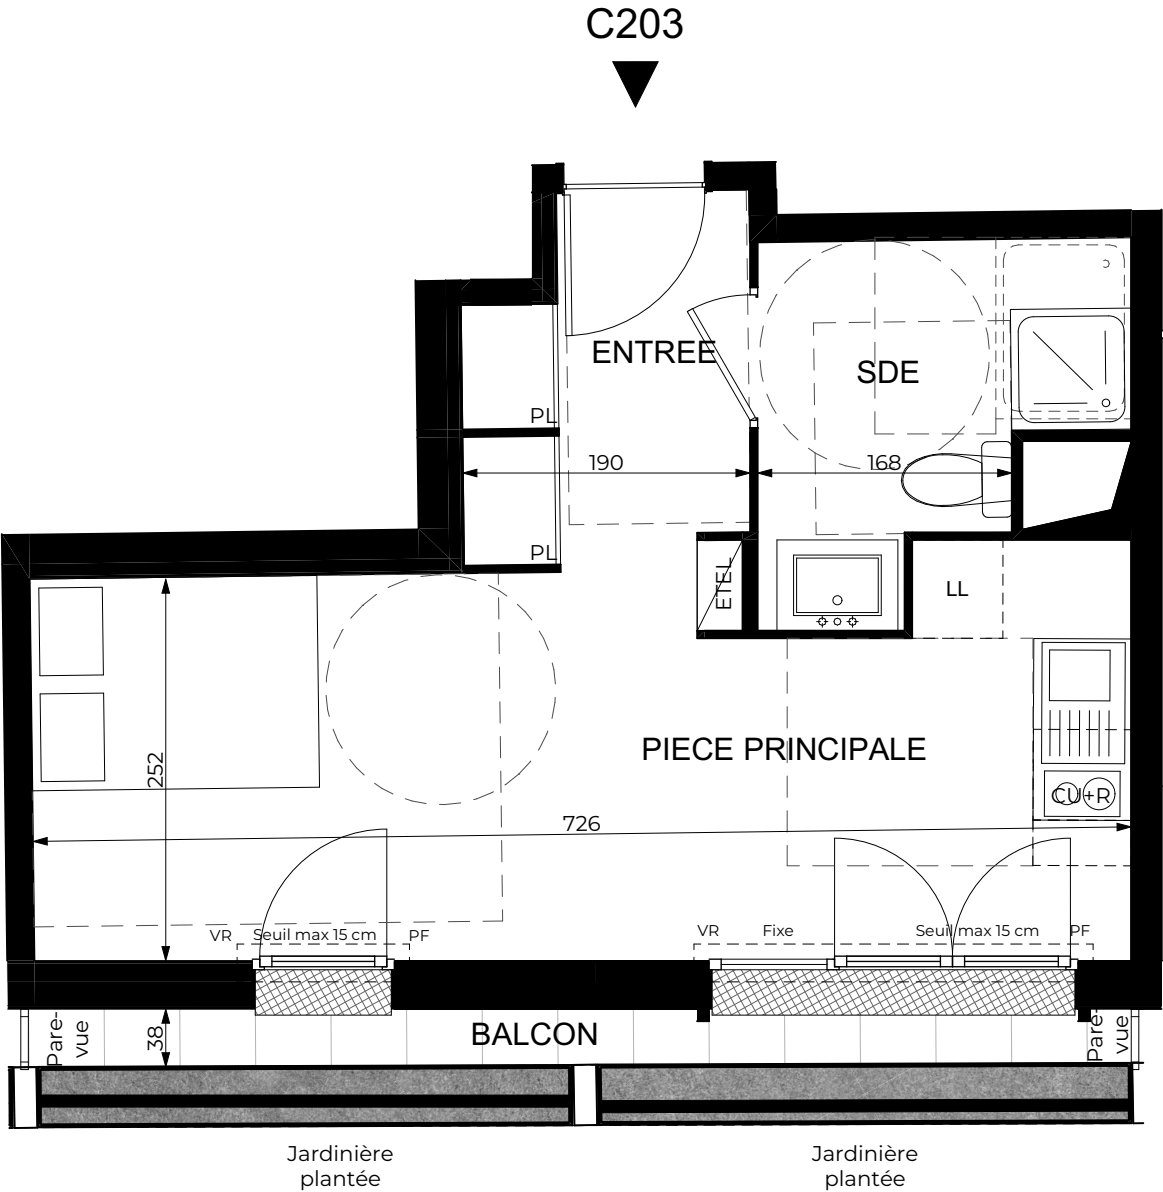 C203
ENTREE
SDE
PL
190
168
PL
ETEL
LL
PIECE PRINCIPALE
252
CU+R
726
VR
Seuil max 15 cm
PF
VR
Fixe
Seuil max 15 cm
PF
Pare-
vue
38
BALCON
Pare-
vue
Jardinière
plantée
Jardinière
plantée